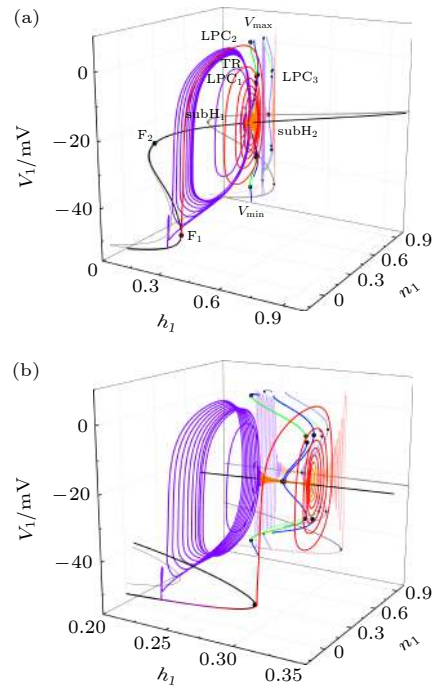 (a)
V_max
LPC_2
0
TR
LPC_1
LPC_3
subH_1
−20
F_2
subH_2
V_1/mV
−40
V_min
F_1
0
0.3
0.6
0.9
h_1
0
0.3
0.6
0.9
n_1
(b)
0
−20
V_1/mV
−40
0.20
0.25
0.30
0.35
h_1
0
0.3
0.6
0.9
n_1